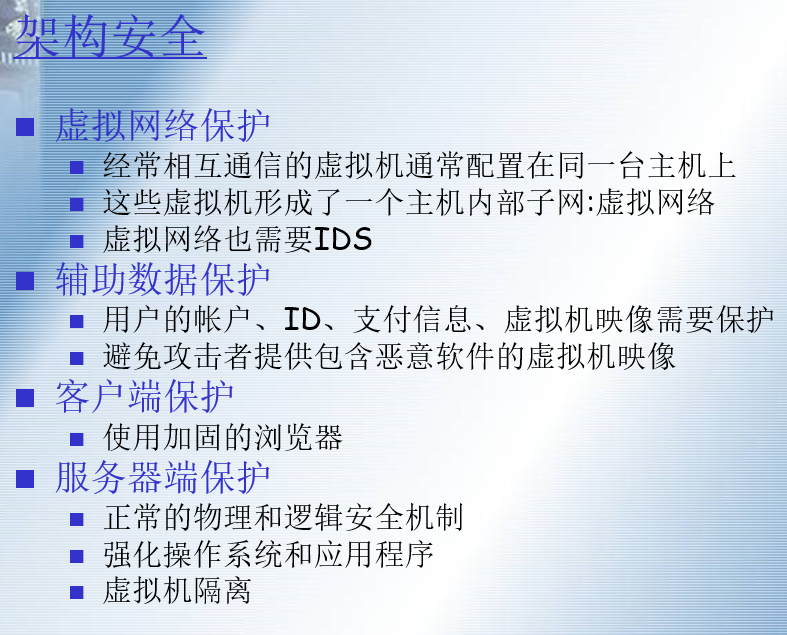 架构安全
虚拟网络保护
经常相互通信的虚拟机通常配置在同一台主机上
这些虚拟机形成了一个主机内部子网:虚拟网络
虚拟网络也需要IDS
辅助数据保护
用户的帐户、ID、支付信息、虚拟机映像需要保护
避免攻击者提供包含恶意软件的虚拟机映像
客户端保护
使用加固的浏览器
服务器端保护
正常的物理和逻辑安全机制
强化操作系统和应用程序
虚拟机隔离